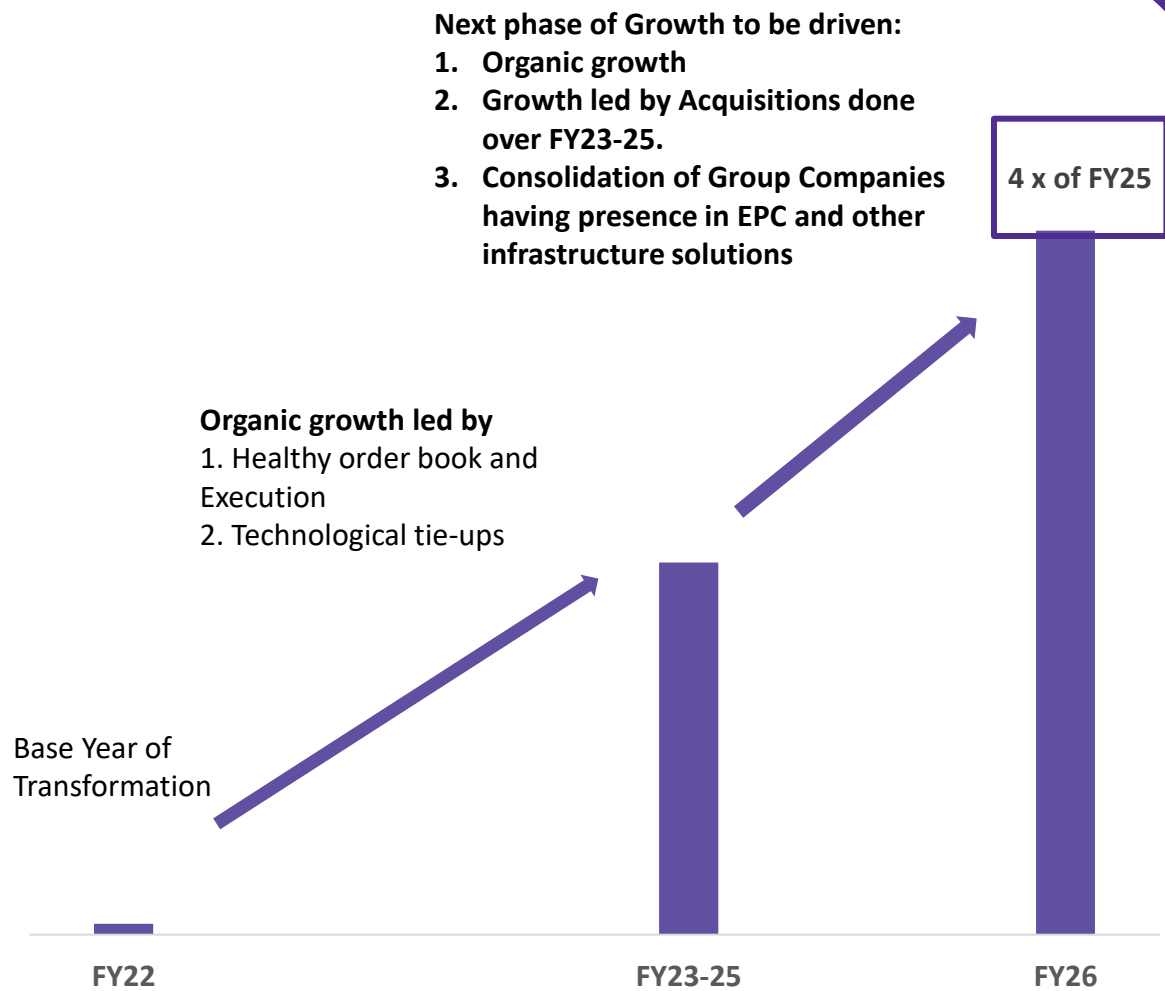 Next phase of Growth to be driven:
1. Organic growth
2. Growth led by Acquisitions done
over FY23-25.
3. Consolidation of Group Companies
having presence in EPC and other
infrastructure solutions
4 x of FY25
Organic growth led by
1. Healthy order book and
Execution
2. Technological tie-ups
Base Year of
Transformation
FY22
FY23-25
FY26